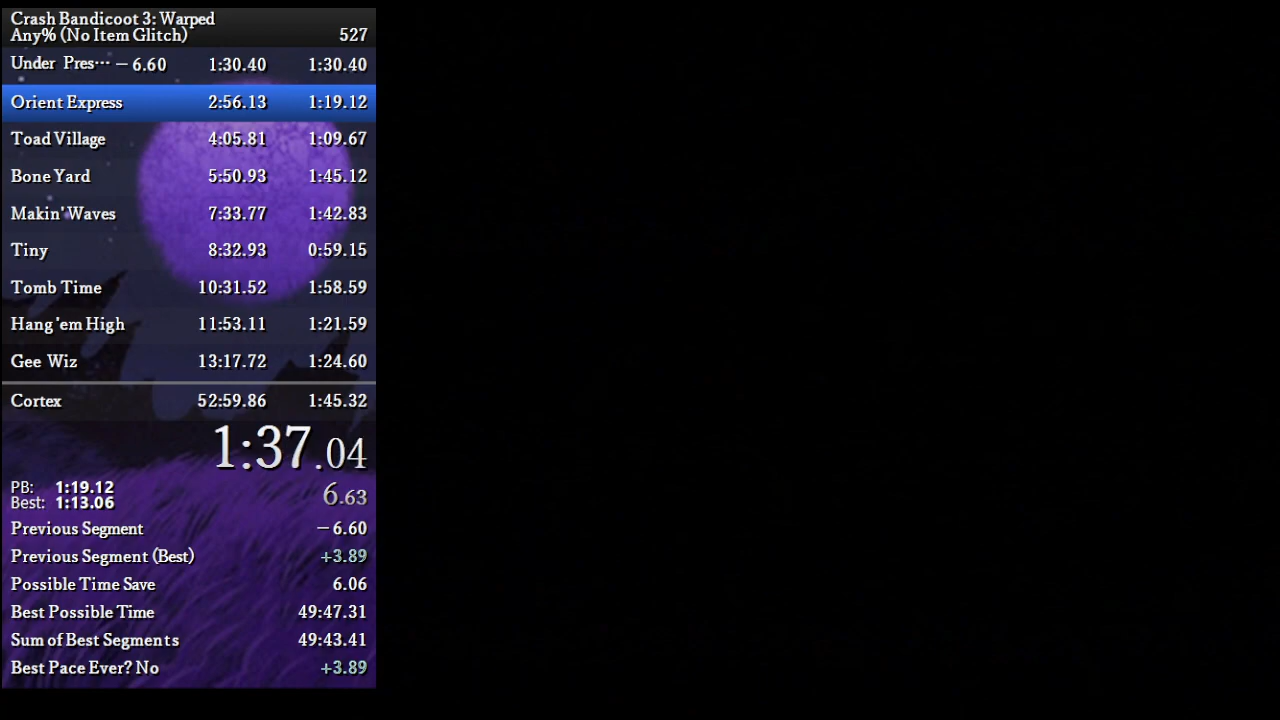 Crash Bandicoot 3: Warped
Any% (No Item Glitch) 527
Under Pres… −6.60 1:30.40 1:30.40
Orient Express 2:56.13 1:19.12
Toad Village 4:05.81 1:09.67
Bone Yard 5:50.93 1:45.12
Makin' Waves 7:33.77 1:42.83
Tiny 8:32.93 0:59.15
Tomb Time 10:31.52 1:58.59
Hang 'em High 11:53.11 1:21.59
Gee Wiz 13:17.72 1:24.60
Cortex 52:59.86 1:45.32
1:37.04
PB: 1:19.12
Best: 1:13.06
6.63
Previous Segment −6.60
Previous Segment (Best) +3.89
Possible Time Save 6.06
Best Possible Time 49:47.31
Sum of Best Segments 49:43.41
Best Pace Ever? No +3.89